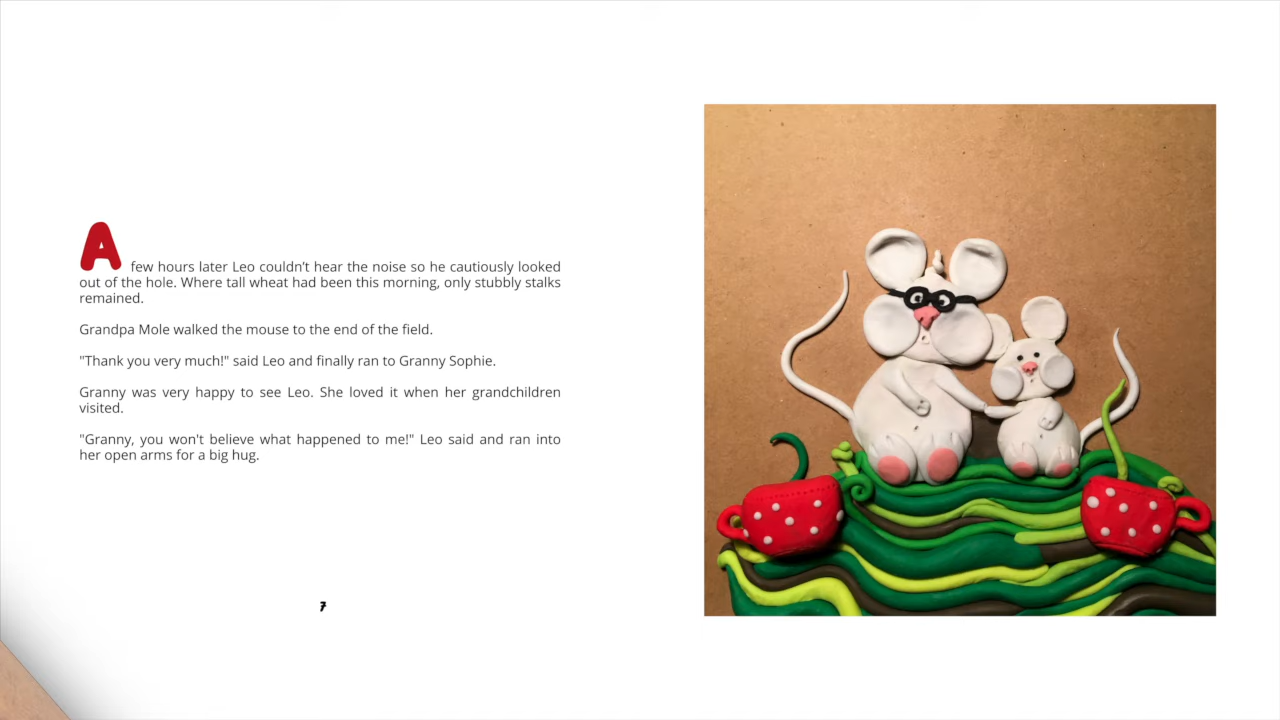 A few hours later Leo couldn’t hear the noise so he cautiously looked
out of the hole. Where tall wheat had been this morning, only stubbly stalks
remained.
Grandpa Mole walked the mouse to the end of the field.
"Thank you very much!" said Leo and finally ran to Granny Sophie.
Granny was very happy to see Leo. She loved it when her grandchildren
visited.
"Granny, you won't believe what happened to me!" Leo said and ran into
her open arms for a big hug.
7